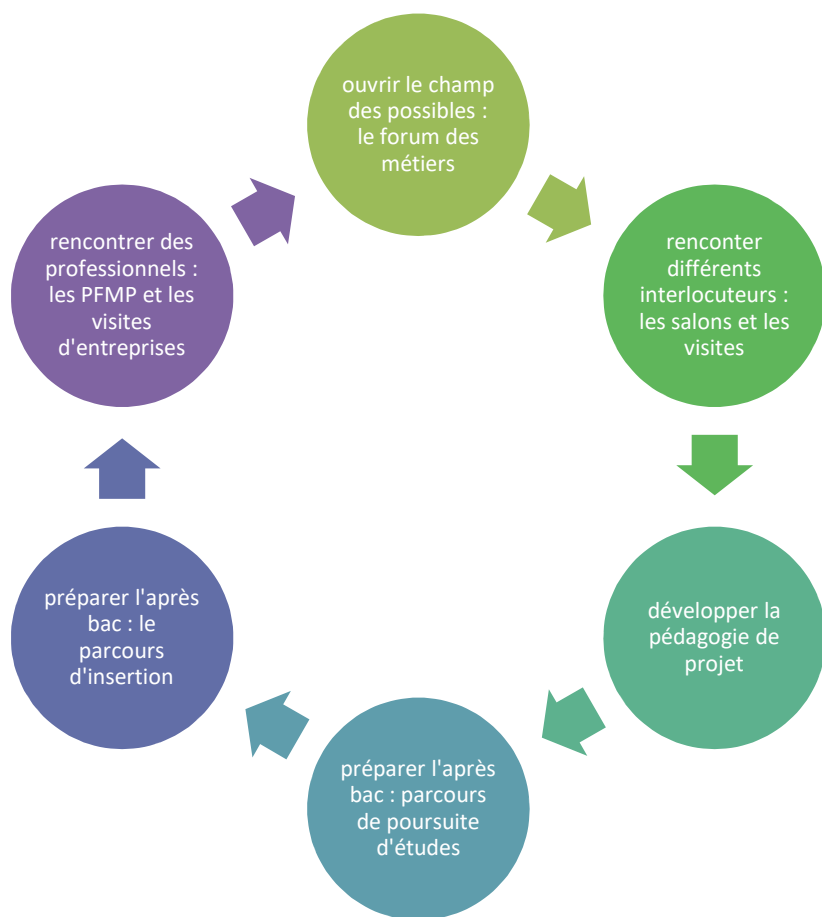 ouvrir le champ
des possibles :
le forum des
métiers
renconter
différents
interlocuteurs :
les salons et les
visites
développer la
pédagogie de
projet
préparer l'après
bac : parcours
de poursuite
d'études
préparer l'après
bac : le
parcours
d'insertion
rencontrer des
professionnels :
les PFMP et les
visites
d'entreprises